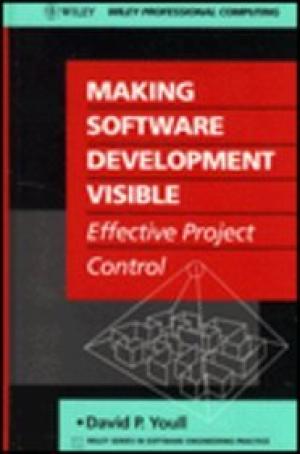 WILEY WILEY PROFESSIONAL COMPUTING
MAKING
SOFTWARE
DEVELOPMENT
VISIBLE
Effective Project
Control
• David P. Youll
WILEY SERIES IN SOFTWARE ENGINEERING PRACTICE